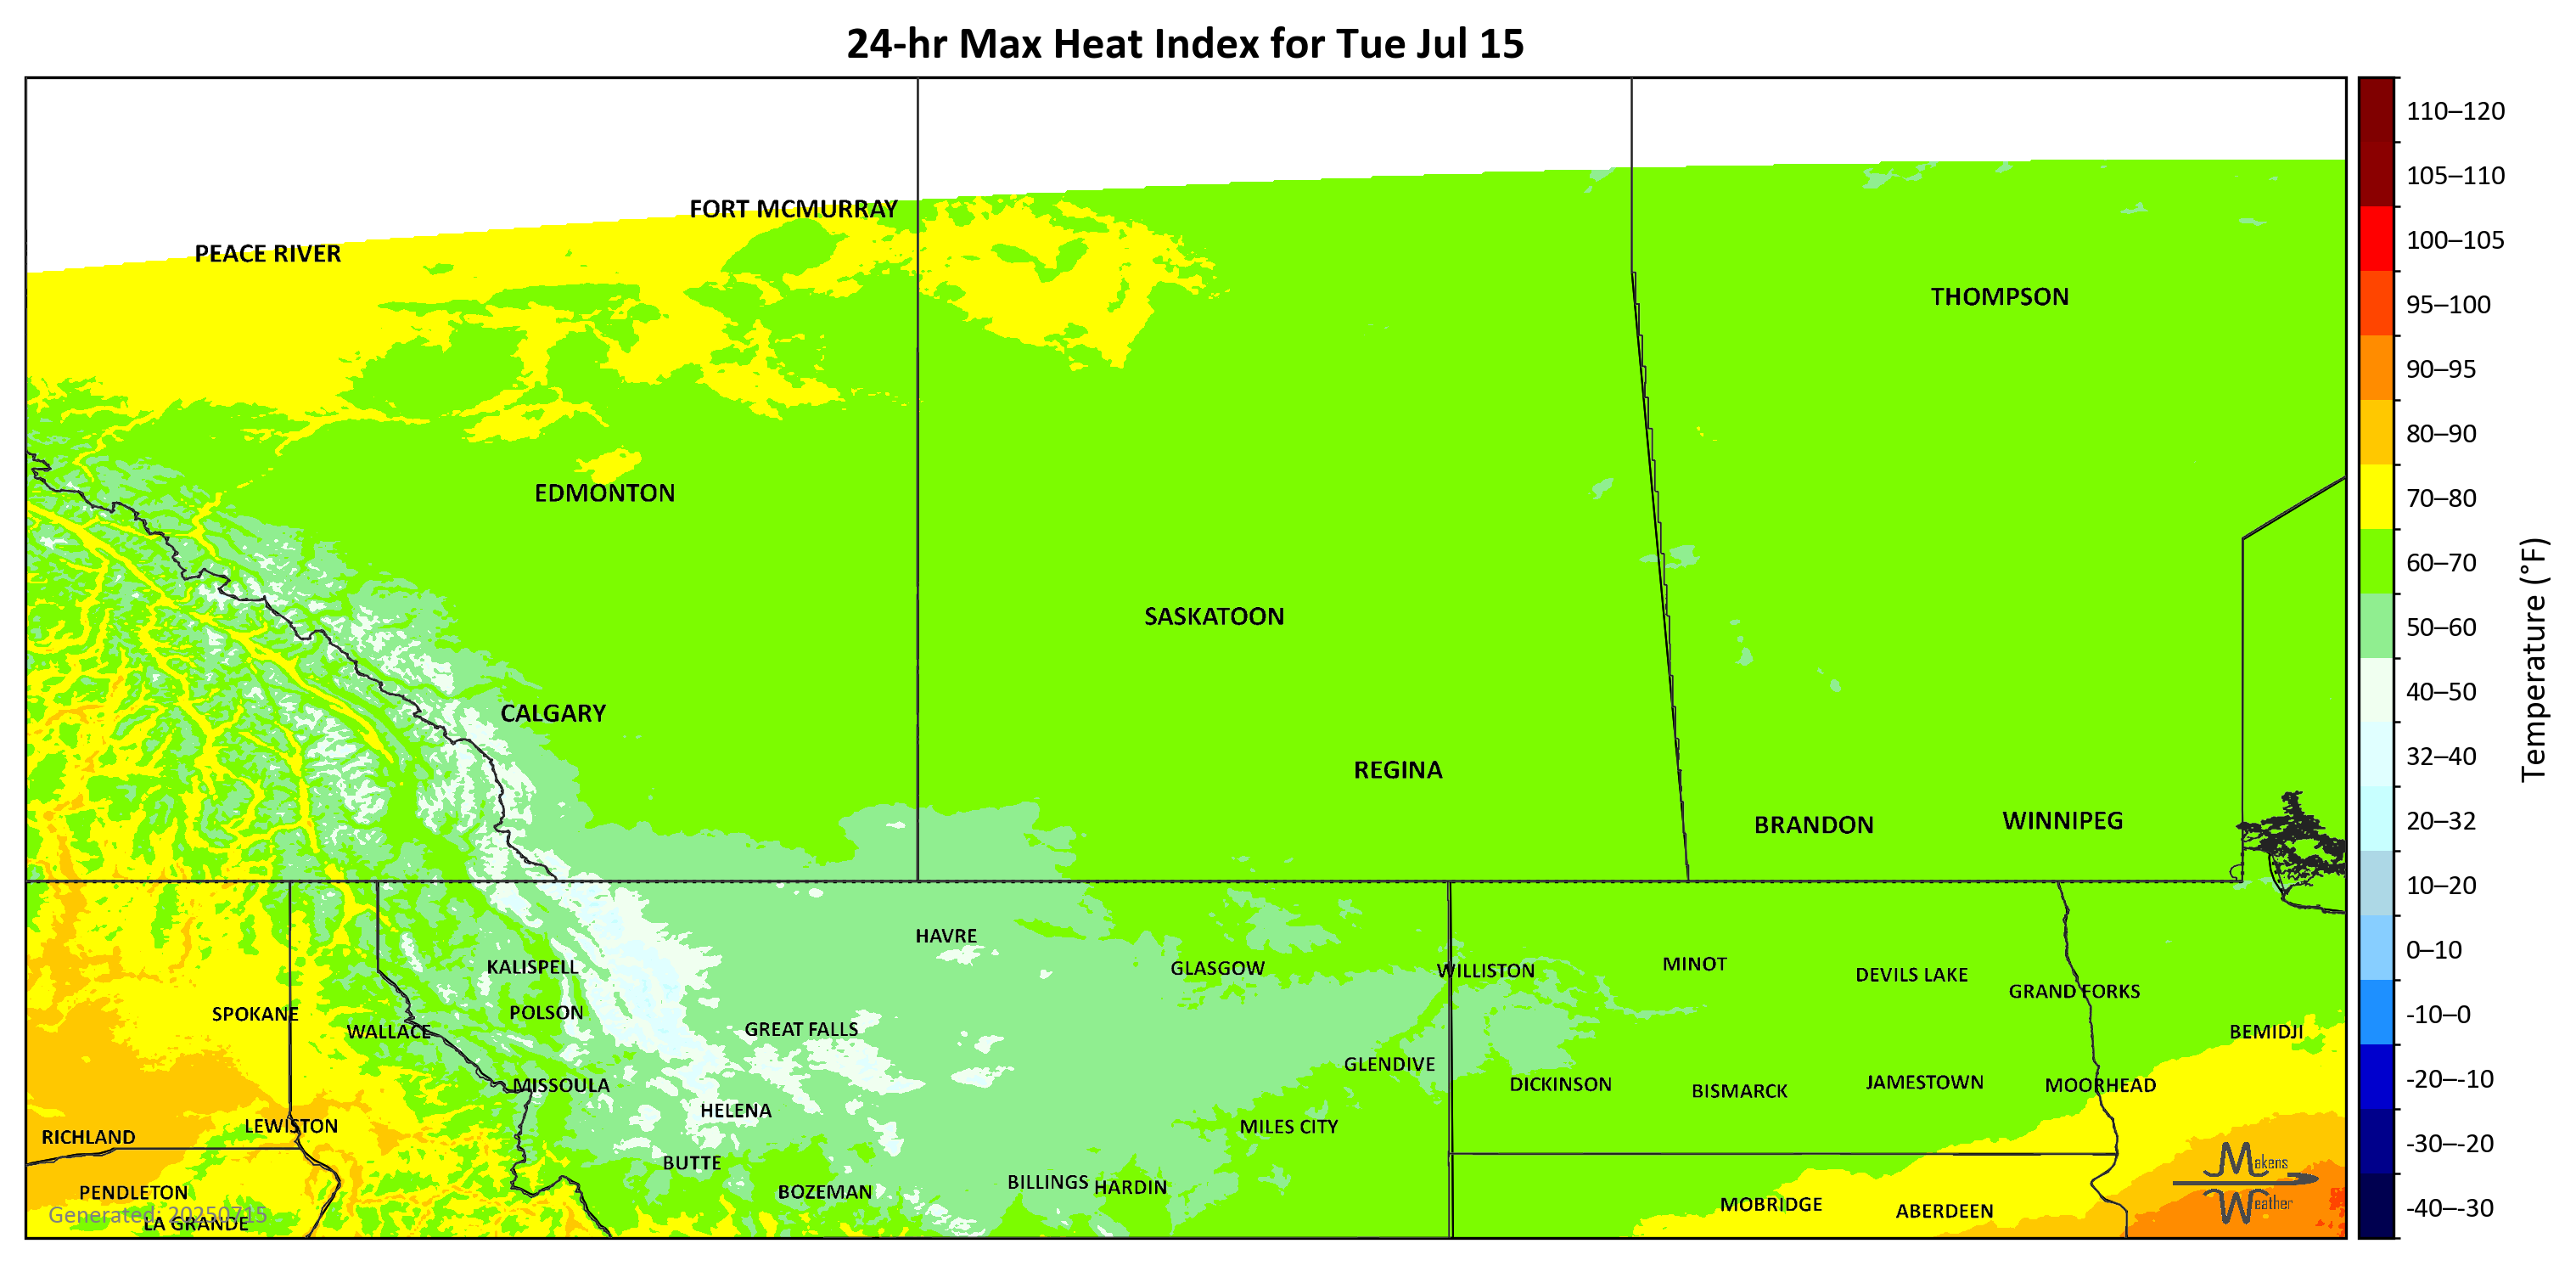 24-hr Max Heat Index for Tue Jul 15
FORT MCMURRAY
PEACE RIVER
THOMPSON
EDMONTON
SASKATOON
CALGARY
REGINA
BRANDON
WINNIPEG
HAVRE
KALISPELL
GLASGOW
WILLISTON
MINOT
DEVILS LAKE
GRAND FORKS
SPOKANE
POLSON
WALLACE
GREAT FALLS
BEMIDJI
GLENDIVE
MISSOULA
DICKINSON
BISMARCK
JAMESTOWN
MOORHEAD
HELENA
LEWISTON
MILES CITY
RICHLAND
BUTTE
BILLINGS
HARDIN
PENDLETON
BOZEMAN
MOBRIDGE
ABERDEEN
Generated: 20250715
LA GRANDE
Makens
Weather
110–120
105–110
100–105
95–100
90–95
80–90
70–80
60–70
50–60
40–50
32–40
20–32
10–20
0–10
-10–0
-20–-10
-30–-20
-40–-30
Temperature (°F)